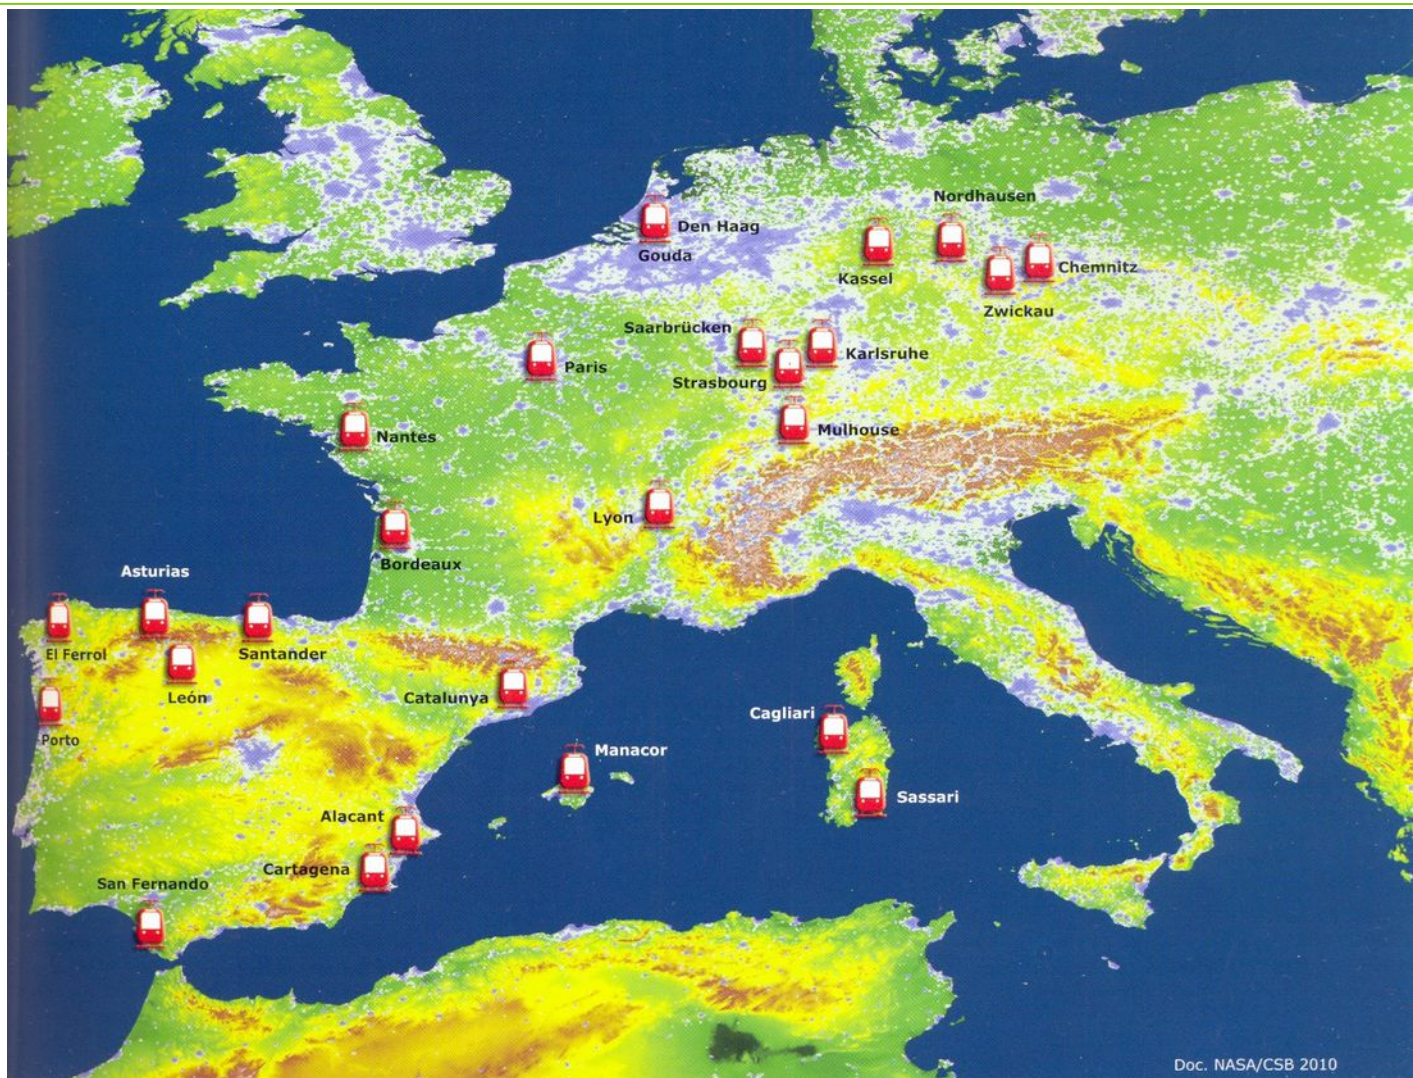 Nordhausen
Den Haag
Gouda
Kassel
Chemnitz
Zwickau
Saarbrücken
Karlsruhe
Paris
Strasbourg
Nantes
Mulhouse
Lyon
Bordeaux
Asturias
El Ferrol
Santander
León
Catalunya
Porto
Cagliari
Manacor
Sassari
Alacant
Cartagena
San Fernando
Doc. NASA/CSB 2010